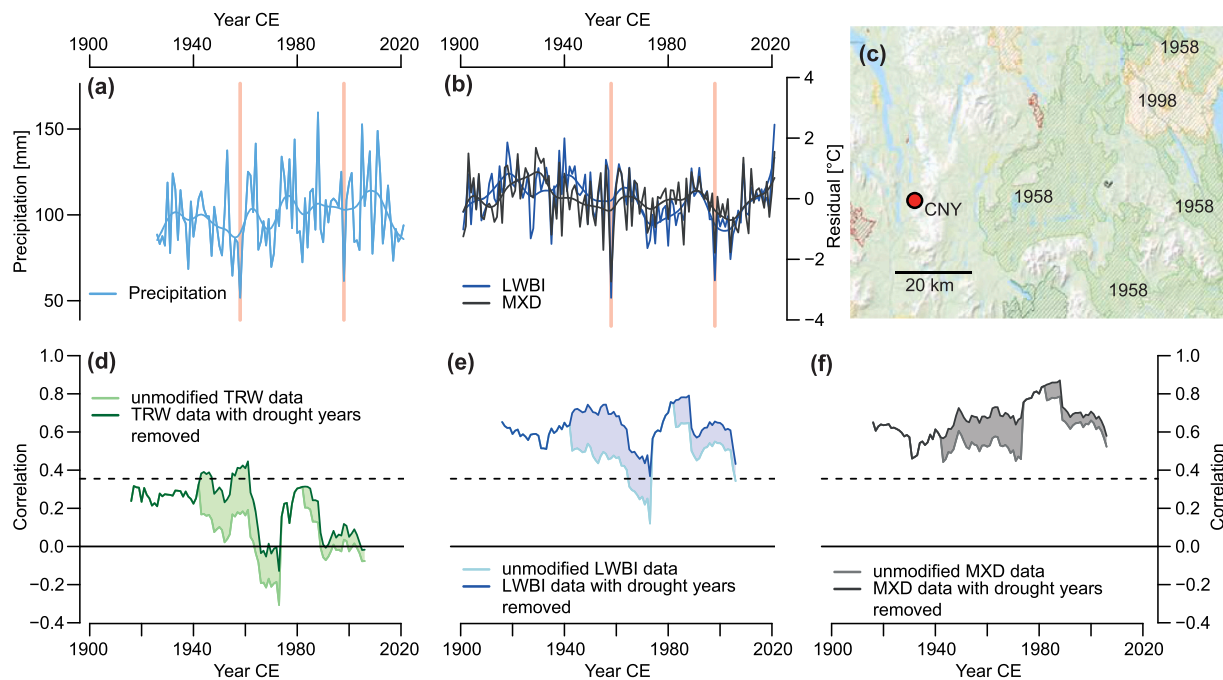 Year CE
1900 1940 1980 2020
(a)
150
100
50
Precipitation [mm]
Precipitation
Year CE
1900 1940 1980 2020
(b)
4
2
0
−2
−4
Residual [°C]
LWBI
MXD
(c)
1958
1998
1958
1958
CNY
20 km
1958
(d)
1.0
0.8
0.6
0.4
0.2
0.0
−0.2
−0.4
Correlation
unmodified TRW data
TRW data with drought years
removed
1900 1940 1980 2020
Year CE
(e)
unmodified LWBI data
LWBI data with drought years
removed
1900 1940 1980 2020
Year CE
(f)
1.0
0.8
0.6
0.4
0.2
0.0
−0.2
−0.4
Correlation
unmodified MXD data
MXD data with drought years
removed
1900 1940 1980 2020
Year CE